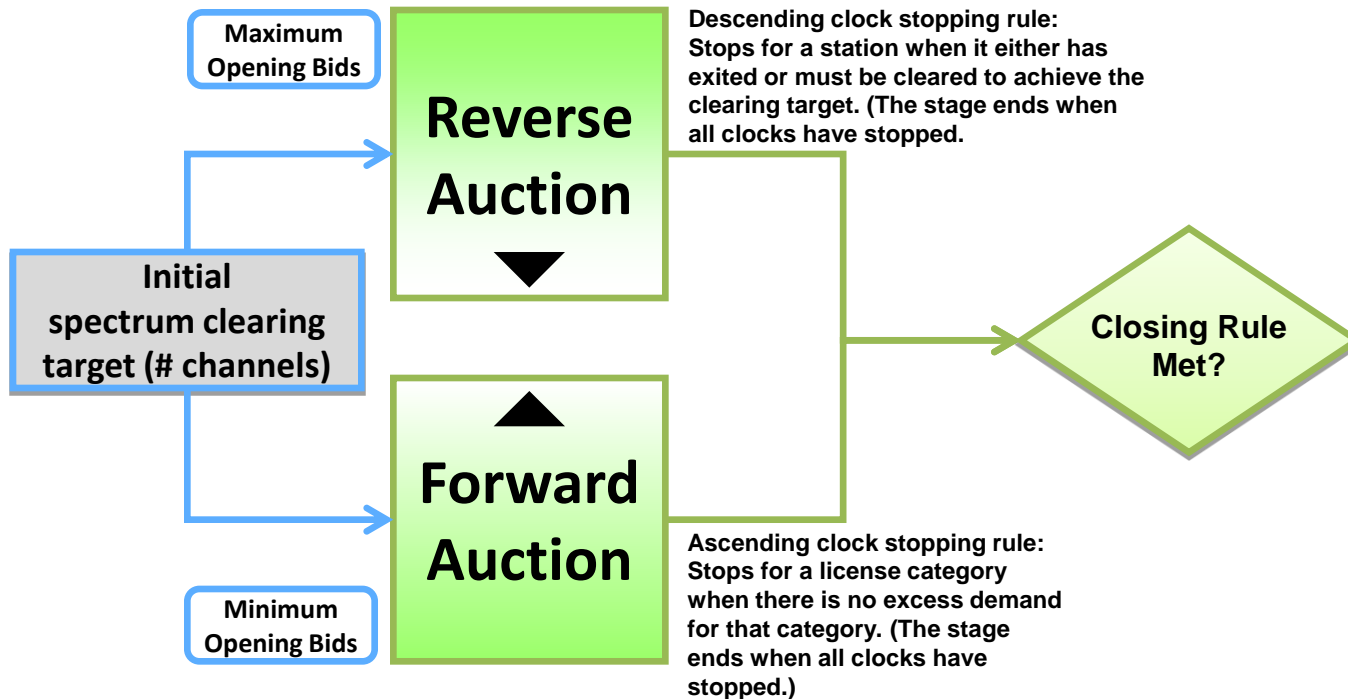 Maximum
Opening Bids
Reverse
Auction
Descending clock stopping rule:
Stops for a station when it either has
exited or must be cleared to achieve the
clearing target. (The stage ends when
all clocks have stopped.
Initial
spectrum clearing
target (# channels)
Closing Rule
Met?
Forward
Auction
Minimum
Opening Bids
Ascending clock stopping rule:
Stops for a license category
when there is no excess demand
for that category. (The stage
ends when all clocks have
stopped.)